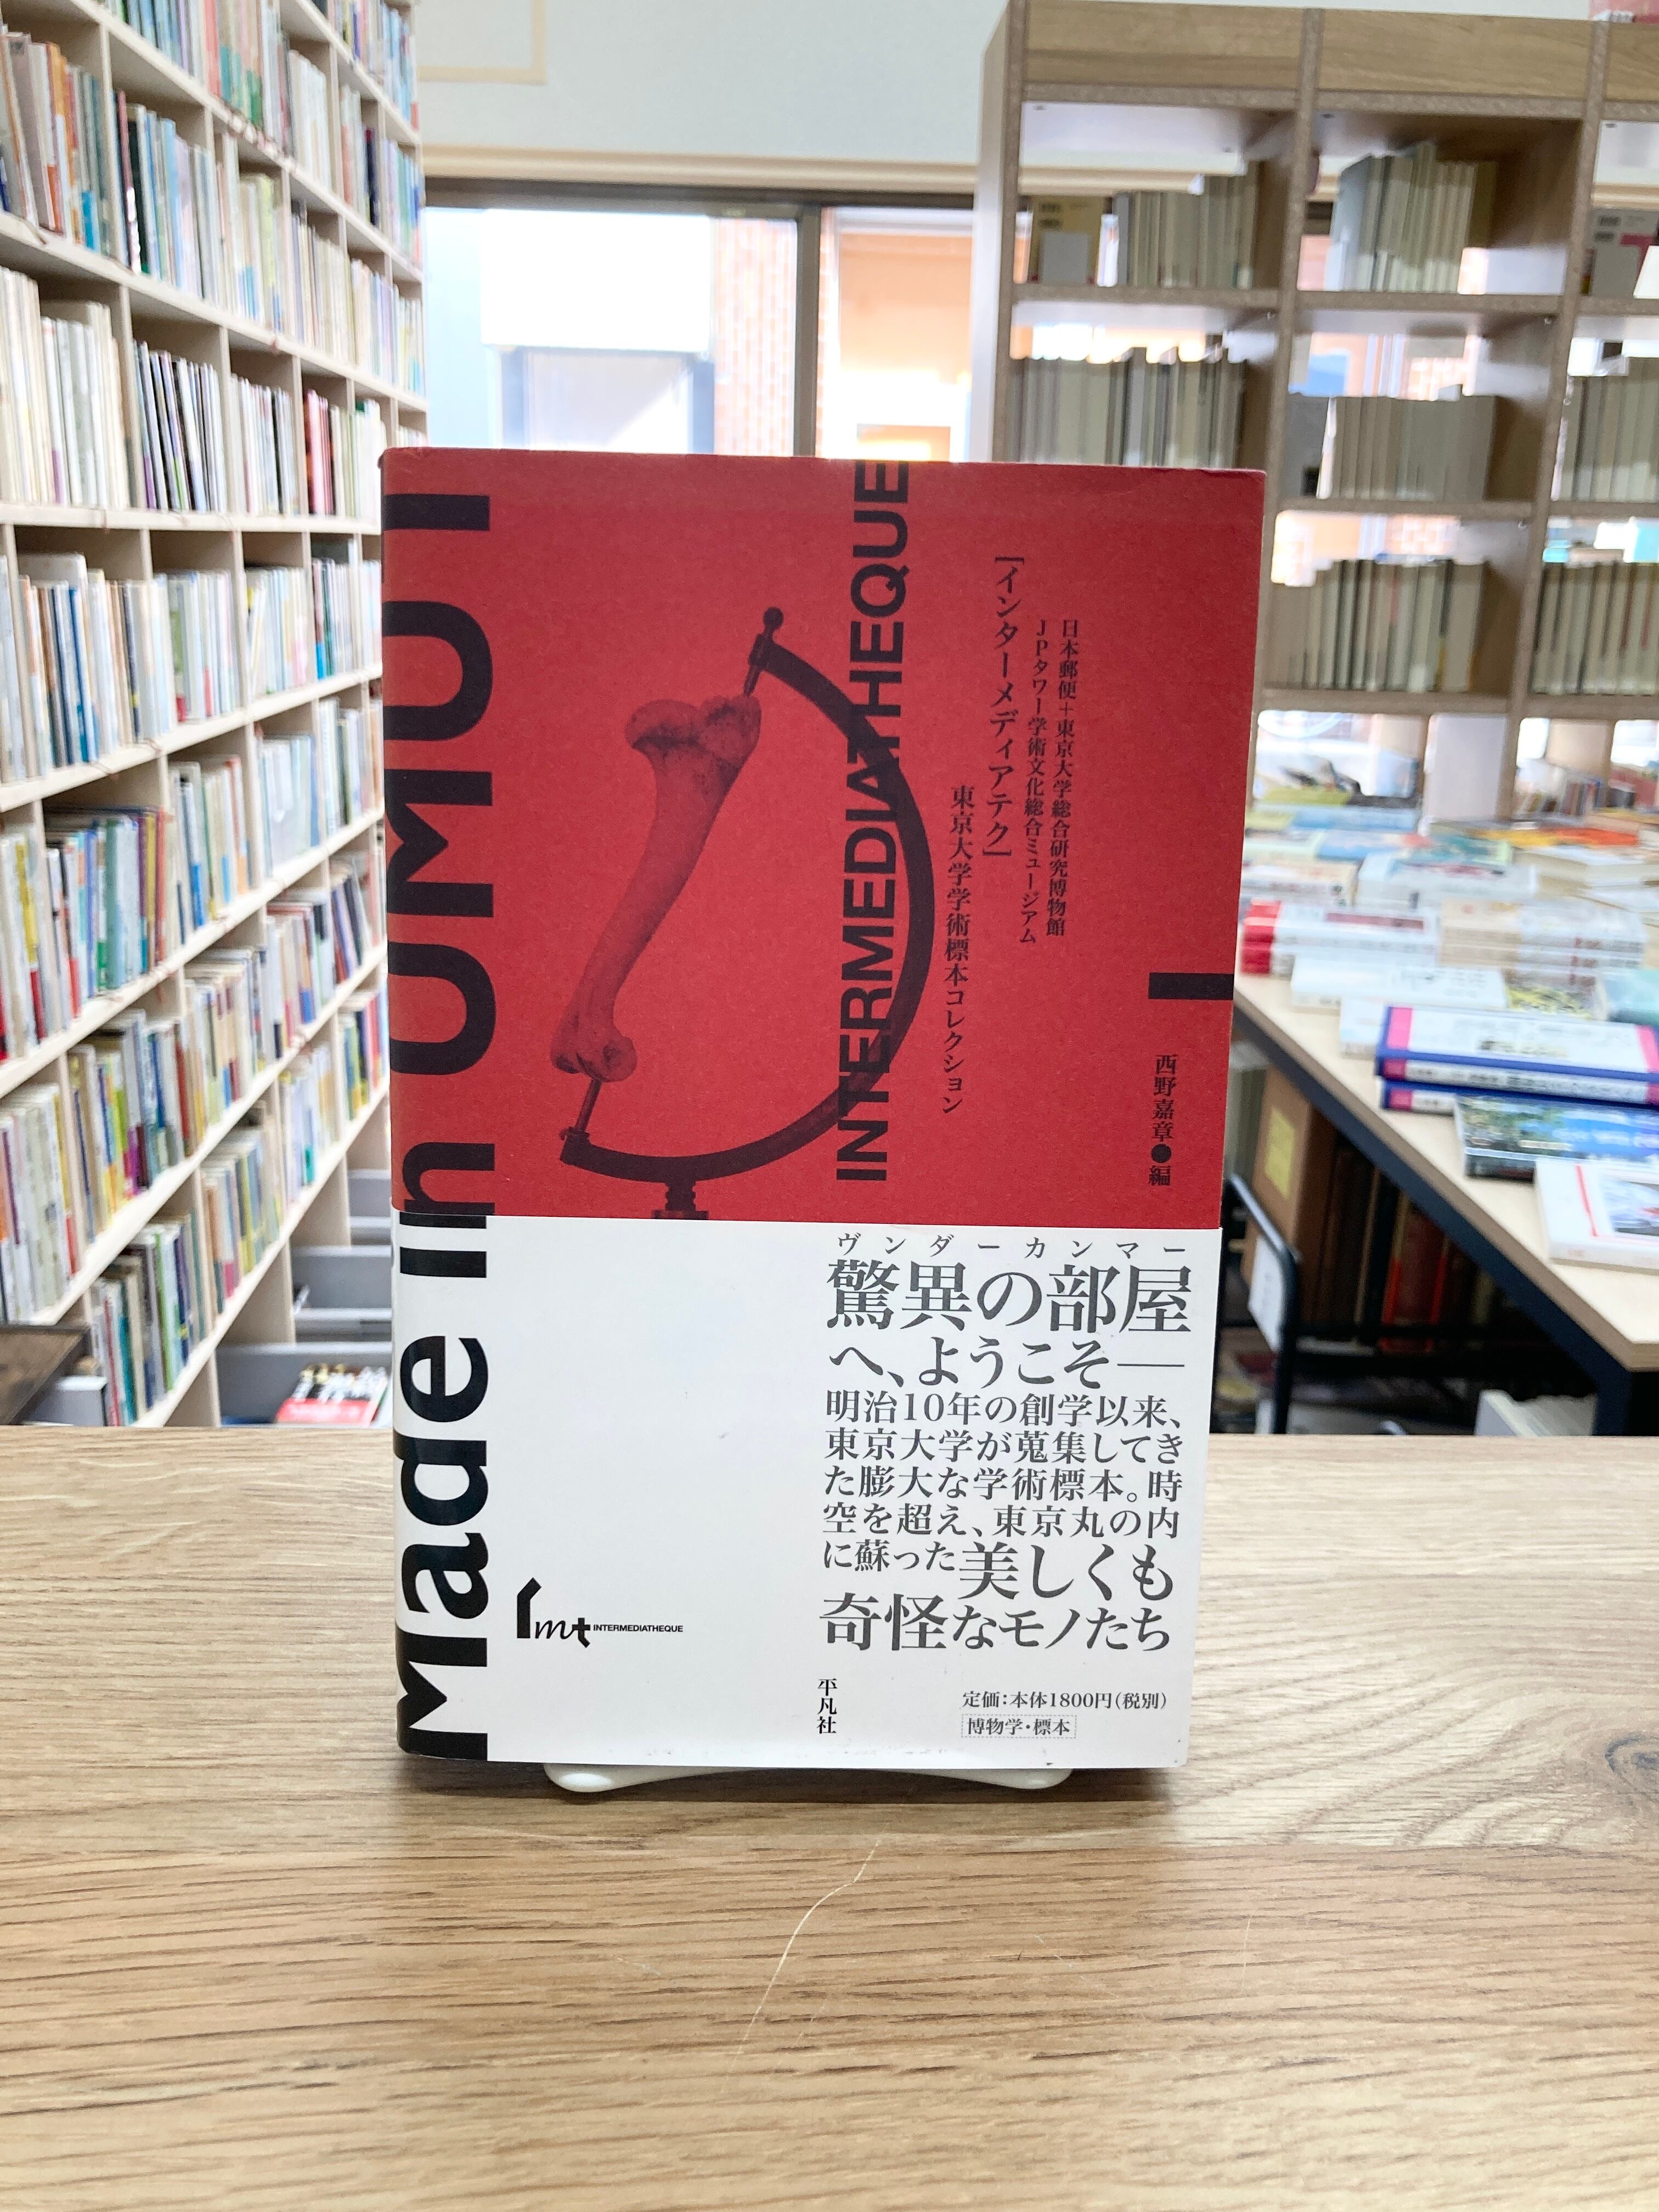 Made in UMUT
INTERMEDIATHEQUE
日本郵便+東京大学総合研究博物館
JPタワー学術文化総合ミュージアム
[インターメディアテク]
東京大学学術標本コレクション
西野嘉章●編
ヴンダーカンマー
驚異の部屋
へ、ようこそ―
明治10年の創学以来、
東京大学が蒐集してき
た膨大な学術標本。時
空を超え、東京丸の内
に蘇った美しくも
奇怪なモノたち
imt INTERMEDIATHEQUE
平凡社
定価:本体1800円(税別)
博物学・標本